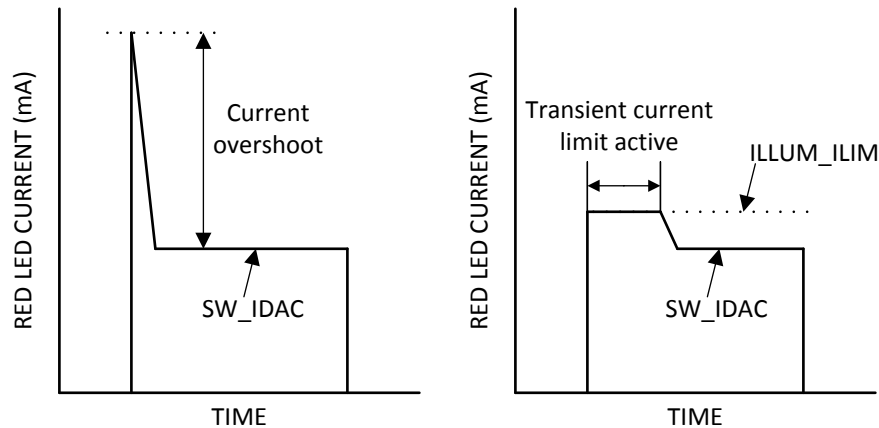 RED LED CURRENT (mA)
Current
overshoot
SW_IDAC
TIME
RED LED CURRENT (mA)
Transient current
limit active
ILLUM_ILIM
SW_IDAC
TIME